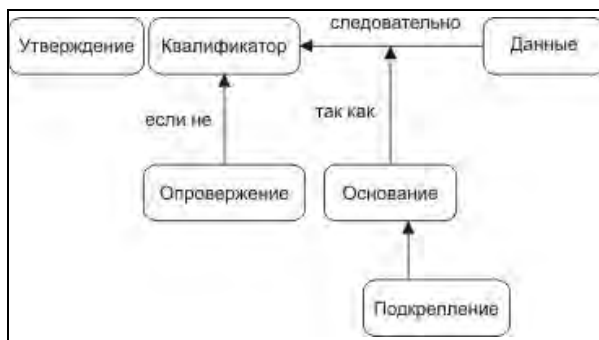 следовательно
Утверждение
Квалификатор
Данные
если не
так как
Опровержение
Основание
Подкрепление